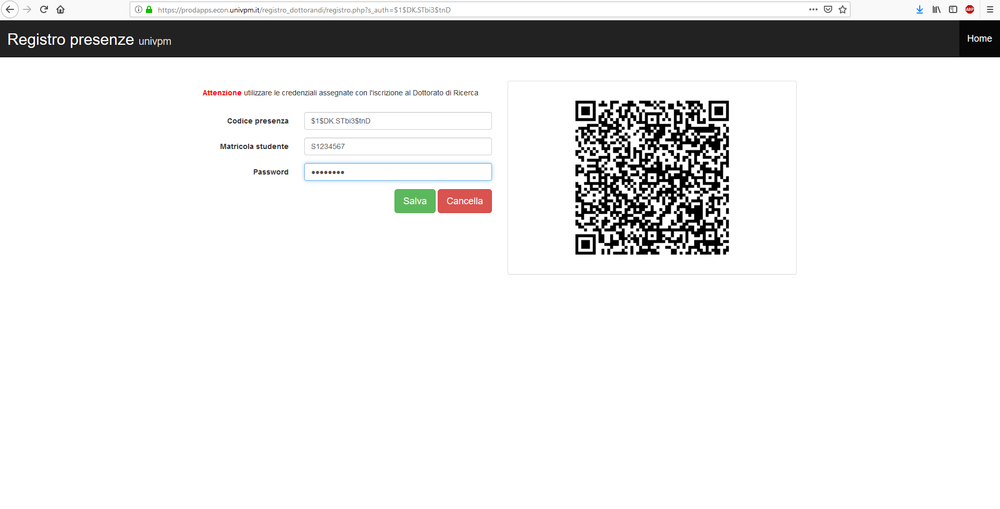 https://prodapps.econ.univpm.it/registro_dottorandi/registro.php?s_auth=$1$DK.STbi3$tnD
ABP
Registro presenze univpm
Home
Attenzione utilizzare le credenziali assegnate con l'iscrizione al Dottorato di Ricerca
Codice presenza $1$DK.STbi3$tnD
Matricola studente S1234567
Password ●●●●●●●●
Salva Cancella